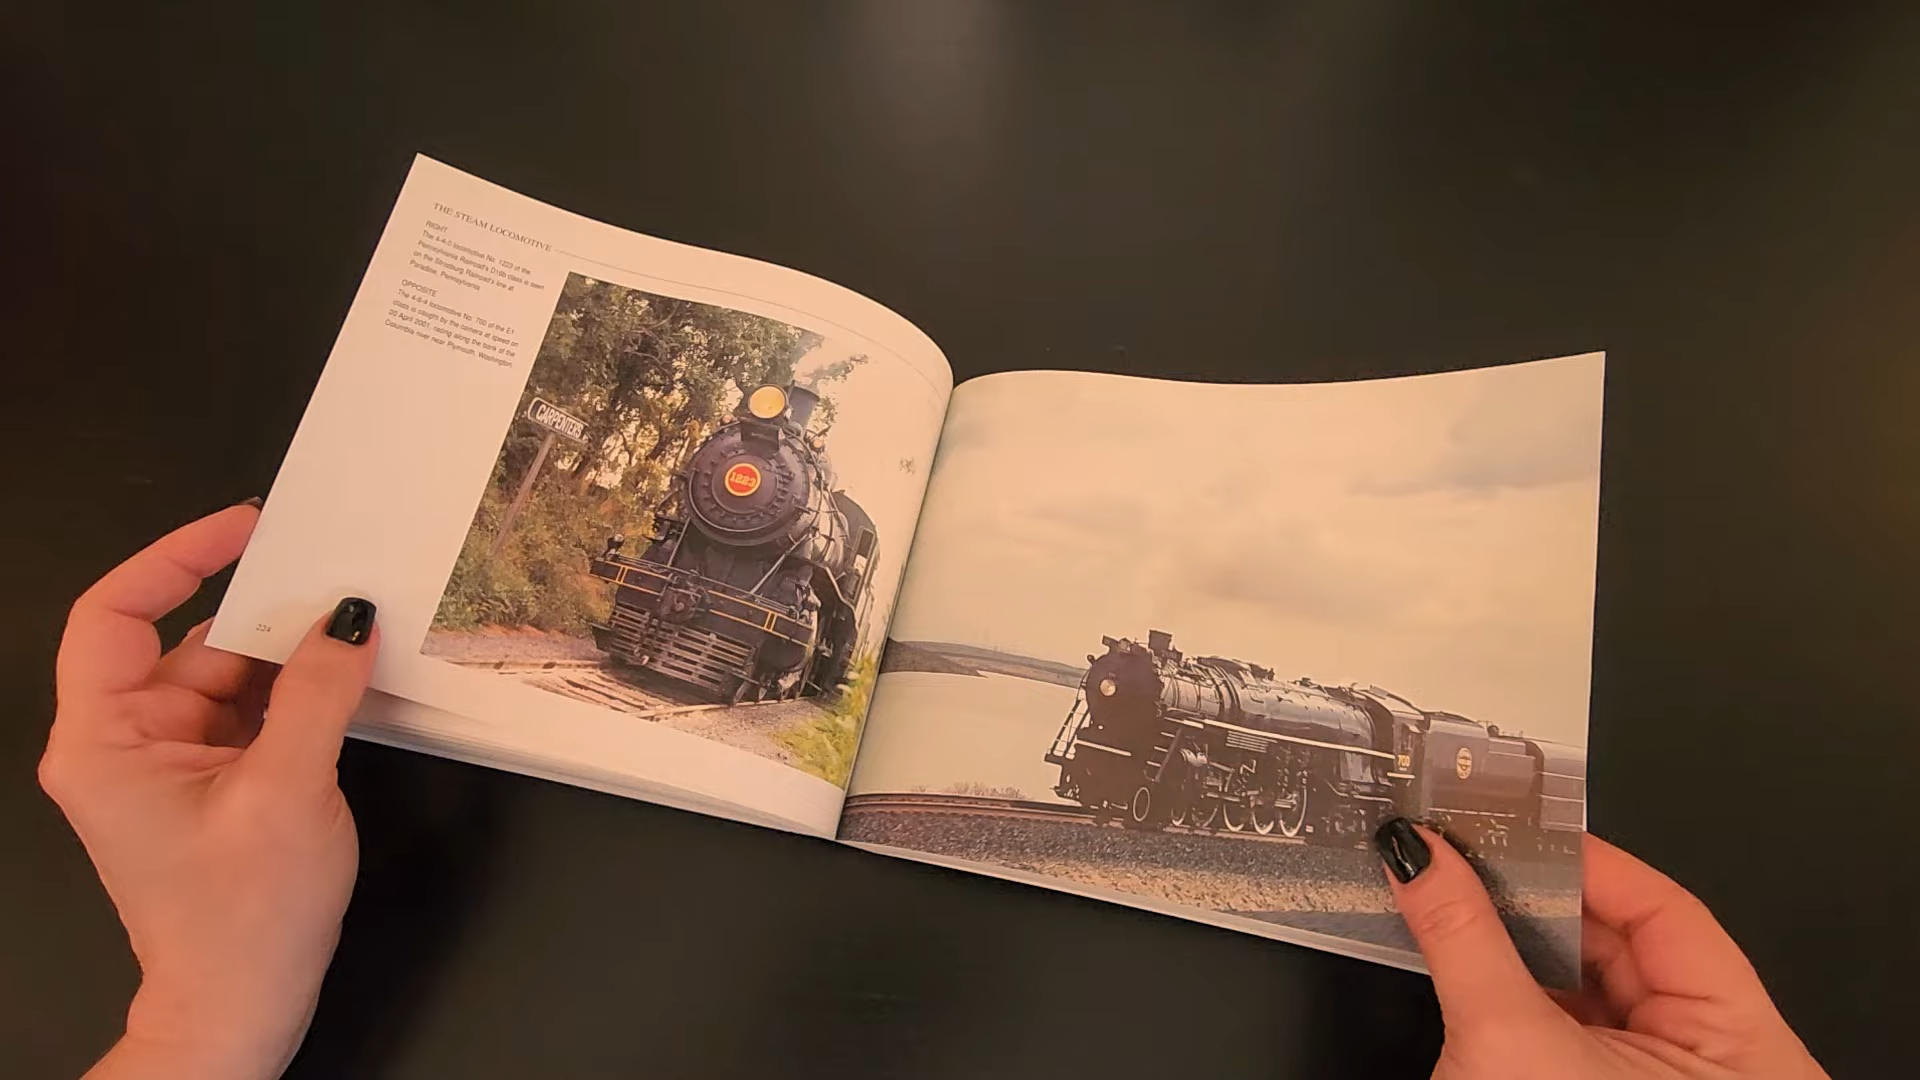 THE STEAM LOCOMOTIVE
RIGHT
The 4-4-0 locomotive No. 1223 of the
Pennsylvania Railroad's D16b class is seen
on the Strasburg Railroad's line at
Paradise, Pennsylvania
OPPOSITE
The 4-8-4 locomotive No. 700 of the E1
class is caught by the camera at speed on
20 April 2001, racing along the bank of the
Columbia river near Plymouth, Washington.
CARPENTERS
1223
700
224